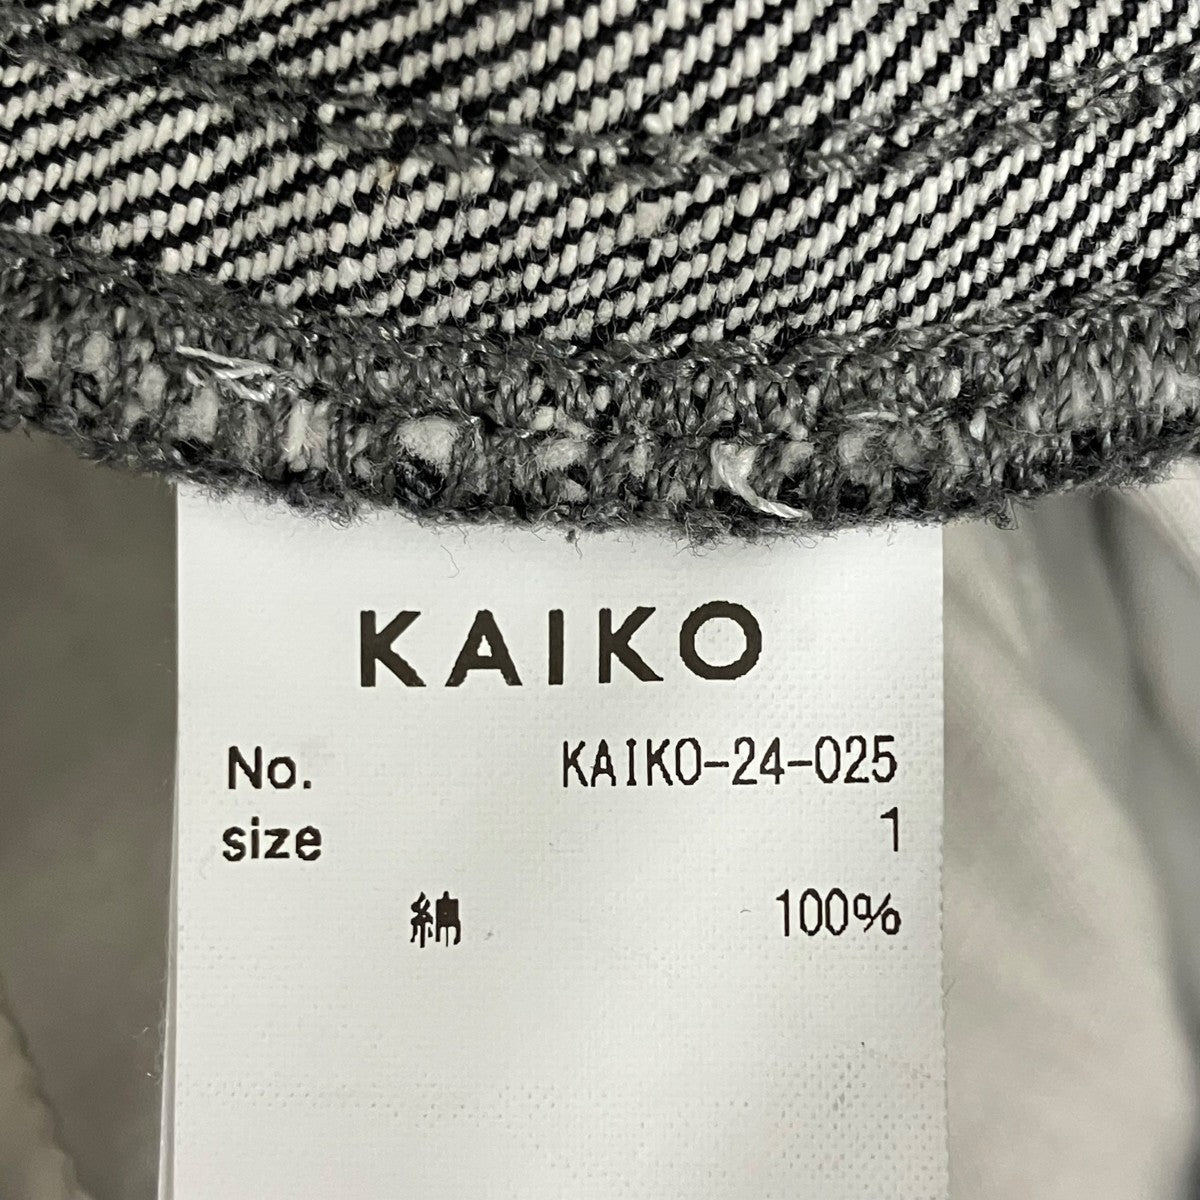 KAIKO
No. KAIKO-24-025
size 1
綿 100%